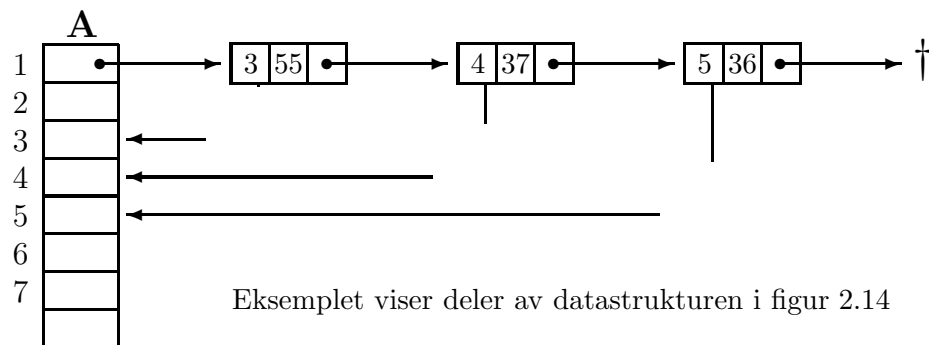 A
1 3 55 4 37 5 36 †
2
3
4
5
6
7
Eksemplet viser deler av datastrukturen i figur 2.14